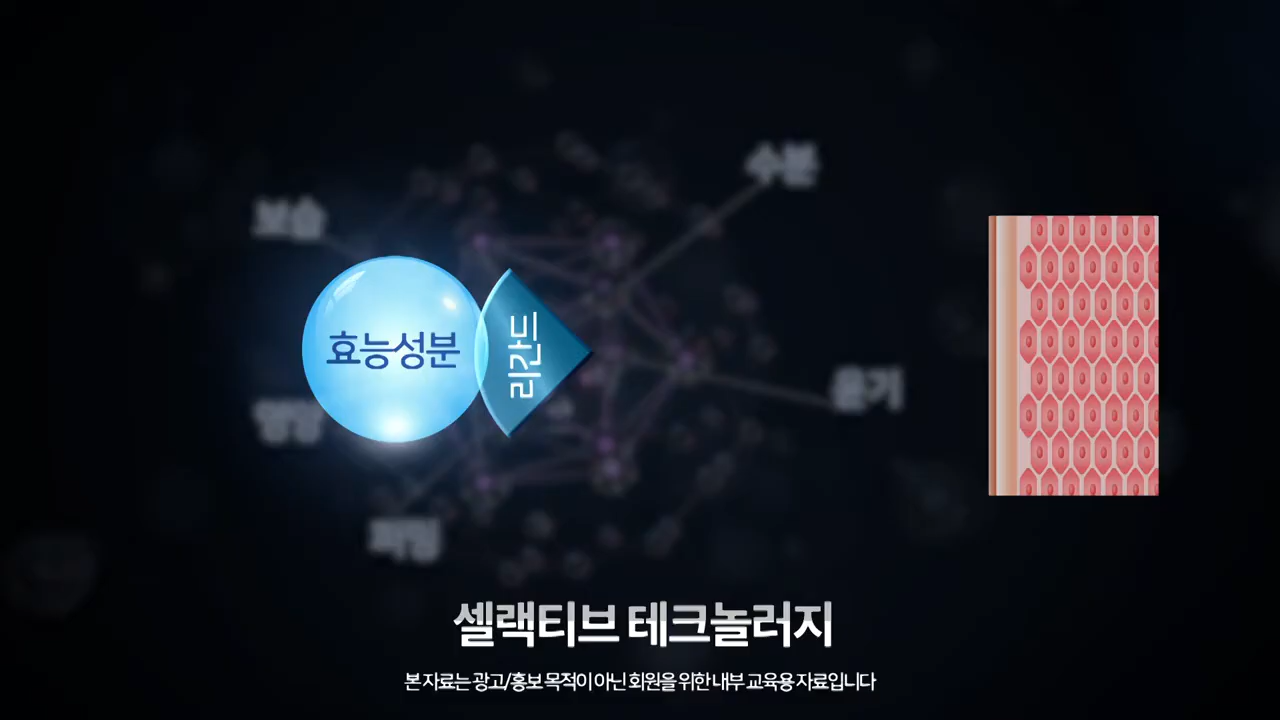 수분
보습
효능성분
리간드
윤기
영양
셀랙티브 테크놀러지
본 자료는 광고/홍보 목적이 아닌 회원을 위한 내부 교육용 자료입니다